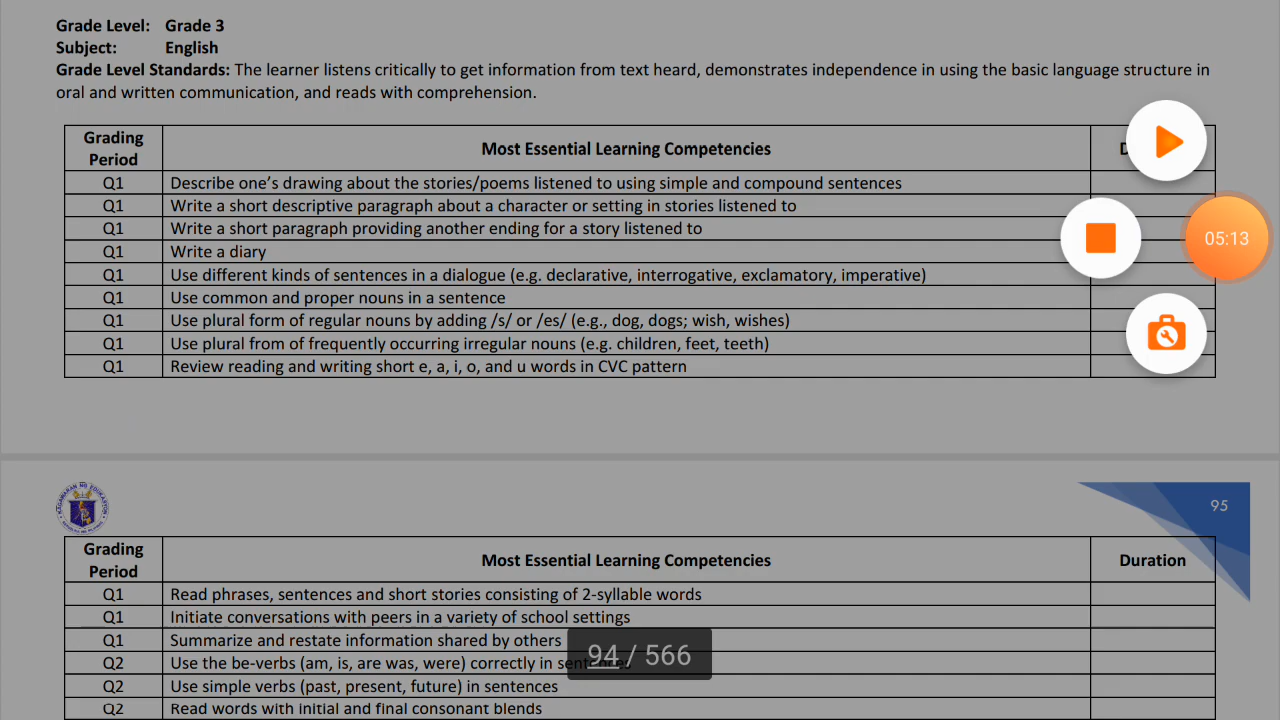 Grade Level: Grade 3
Subject: English
Grade Level Standards: The learner listens critically to get information from text heard, demonstrates independence in using the basic language structure in
oral and written communication, and reads with comprehension.
Grading Period Most Essential Learning Competencies
Q1 Describe one's drawing about the stories/poems listened to using simple and compound sentences
Q1 Write a short descriptive paragraph about a character or setting in stories listened to
Q1 Write a short paragraph providing another ending for a story listened to
Q1 Write a diary
Q1 Use different kinds of sentences in a dialogue (e.g. declarative, interrogative, exclamatory, imperative)
Q1 Use common and proper nouns in a sentence
Q1 Use plural form of regular nouns by adding /s/ or /es/ (e.g., dog, dogs; wish, wishes)
Q1 Use plural from of frequently occurring irregular nouns (e.g. children, feet, teeth)
Q1 Review reading and writing short e, a, i, o, and u words in CVC pattern
05:13
95
Grading Period Most Essential Learning Competencies Duration
Q1 Read phrases, sentences and short stories consisting of 2-syllable words
Q1 Initiate conversations with peers in a variety of school settings
Q1 Summarize and restate information shared by others
Q2 Use the be-verbs (am, is, are was, were) correctly in sentences
Q2 Use simple verbs (past, present, future) in sentences
Q2 Read words with initial and final consonant blends
94 / 566